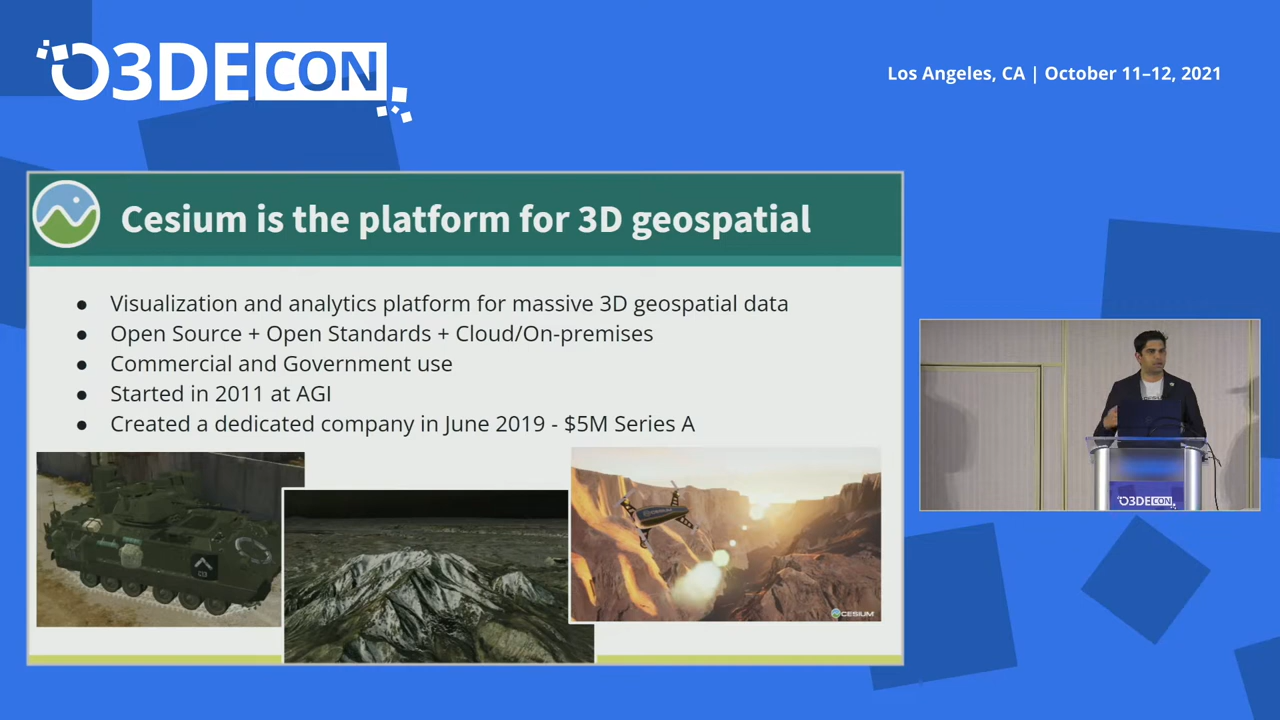 O3DECON
Los Angeles, CA | October 11–12, 2021
Cesium is the platform for 3D geospatial
● Visualization and analytics platform for massive 3D geospatial data
● Open Source + Open Standards + Cloud/On-premises
● Commercial and Government use
● Started in 2011 at AGI
● Created a dedicated company in June 2019 - $5M Series A
CESIUM
O3DECON